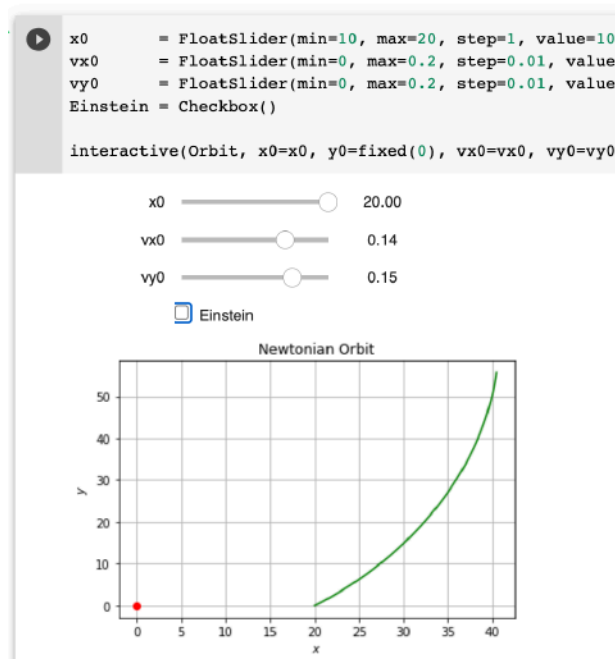 x0 = FloatSlider(min=10, max=20, step=1, value=10
vx0 = FloatSlider(min=0, max=0.2, step=0.01, value
vy0 = FloatSlider(min=0, max=0.2, step=0.01, value
Einstein = Checkbox()
interactive(Orbit, x0=x0, y0=fixed(0), vx0=vx0, vy0=vy0
x0 20.00
vx0 0.14
vy0 0.15
Einstein
Newtonian Orbit
50
40
30
20
10
0
y
0 5 10 15 20 25 30 35 40
x